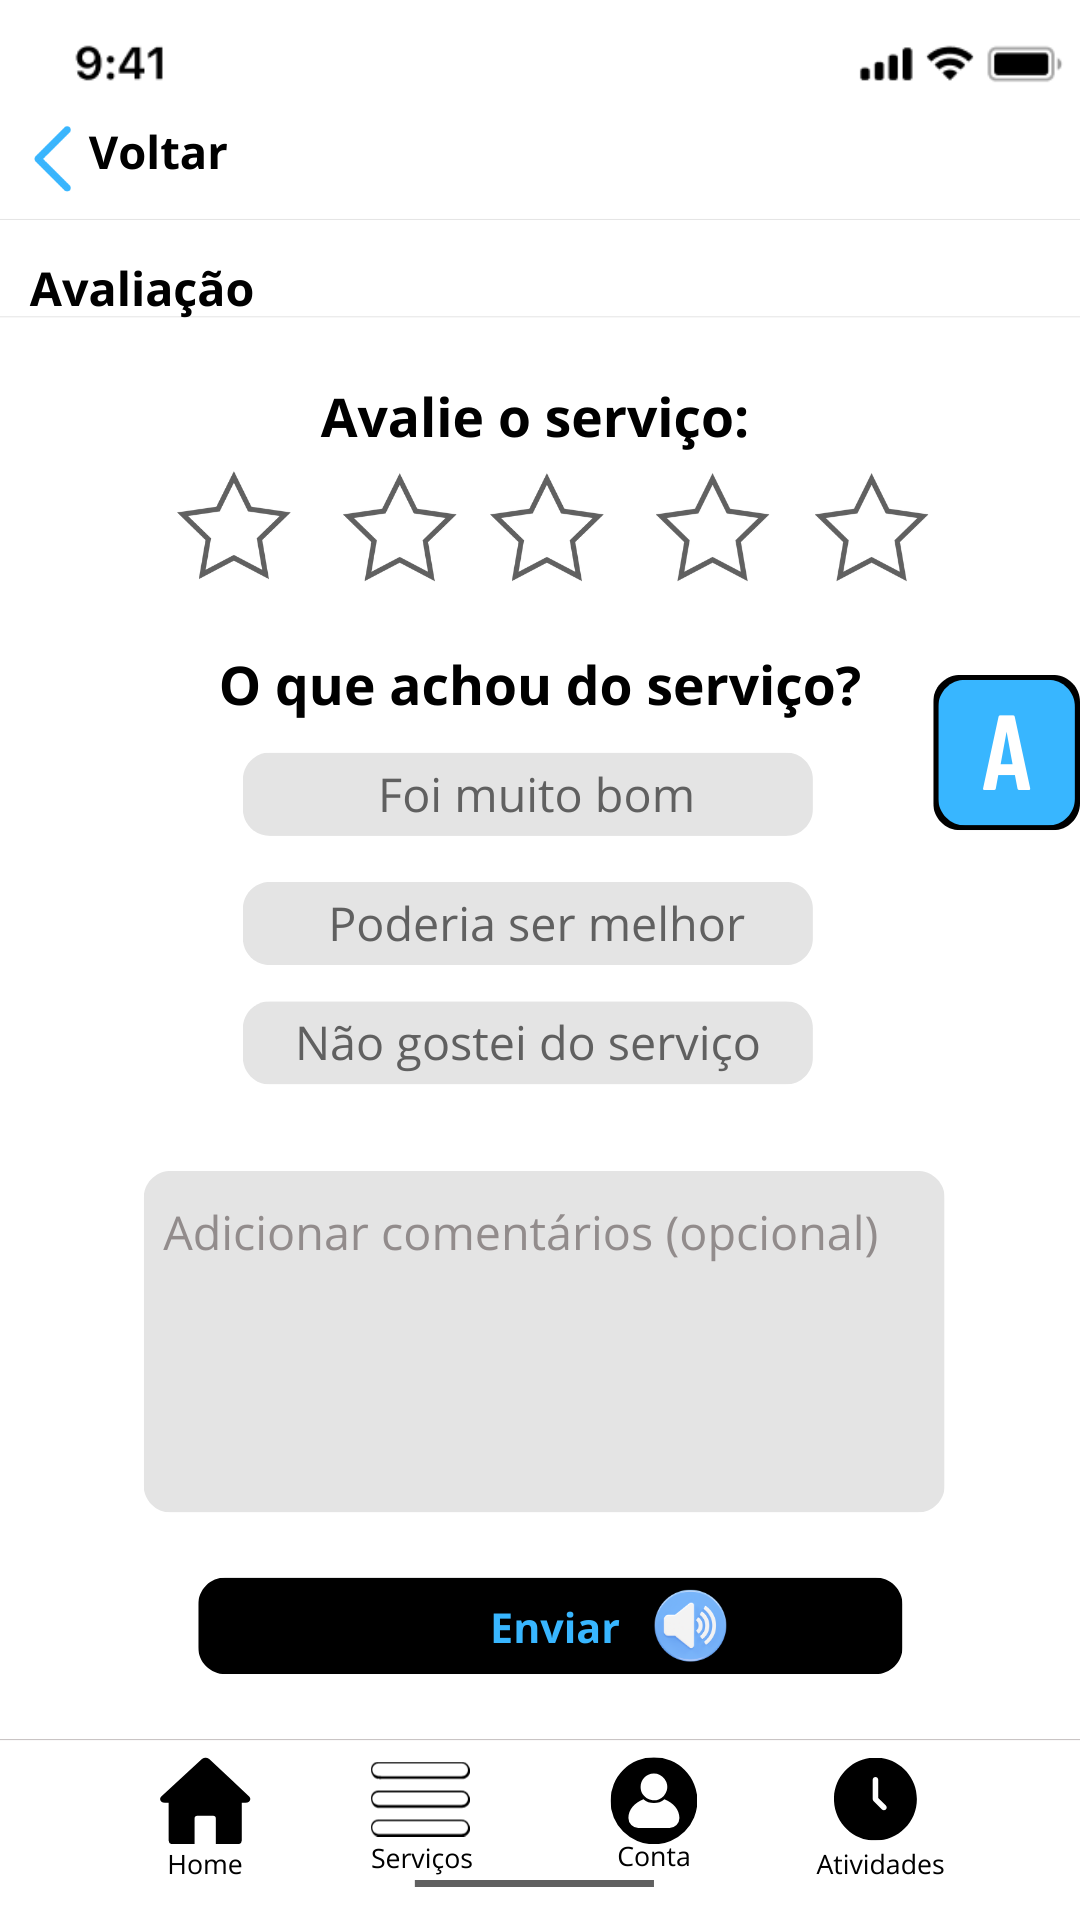 9:41
Voltar
Avaliação
Avalie o serviço:
O que achou do serviço?
A
Foi muito bom
Poderia ser melhor
Não gostei do serviço
Adicionar comentários (opcional)
Enviar
Home
Serviços
Conta
Atividades